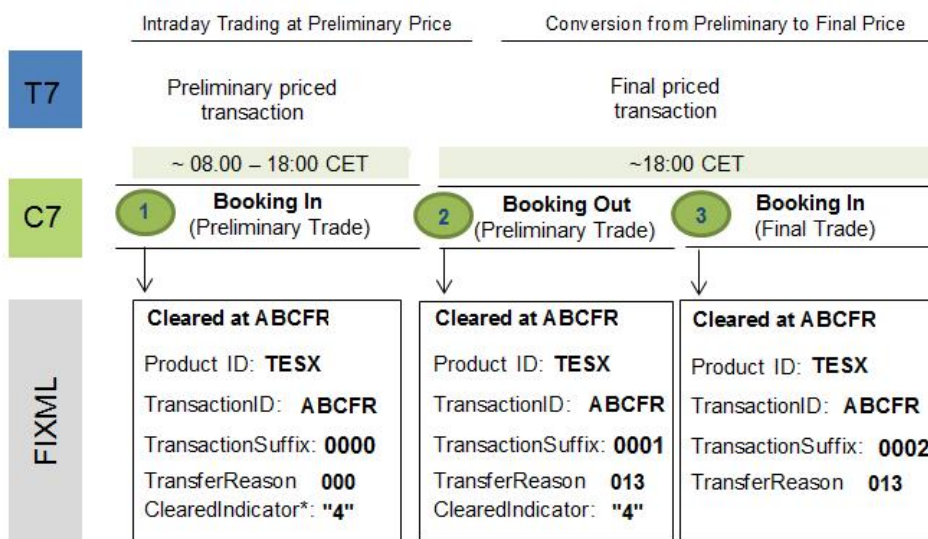 Intraday Trading at Preliminary Price
Conversion from Preliminary to Final Price
T7
Preliminary priced
transaction
Final priced
transaction
~ 08.00 – 18:00 CET
~18:00 CET
C7
1
Booking In
(Preliminary Trade)
2
Booking Out
(Preliminary Trade)
3
Booking In
(Final Trade)
FIXML
Cleared at ABCFR
Product ID: TESX
TransactionID: ABCFR
TransactionSuffix: 0000
TransferReason 000
ClearedIndicator*: "4"
Cleared at ABCFR
Product ID: TESX
TransactionID: ABCFR
TransactionSuffix: 0001
TransferReason 013
ClearedIndicator: "4"
Cleared at ABCFR
Product ID: TESX
TransactionID: ABCFR
TransactionSuffix: 0002
TransferReason 013